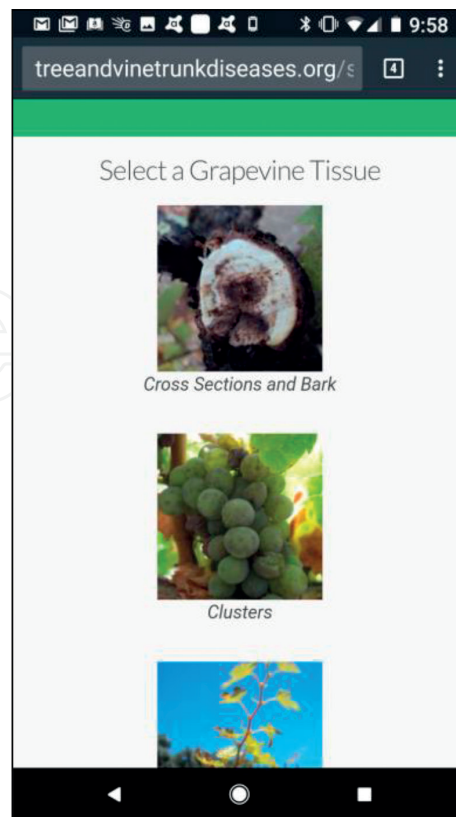 9:58
treeandvinetrunkdiseases.org/s
4
Select a Grapevine Tissue
Cross Sections and Bark
Clusters